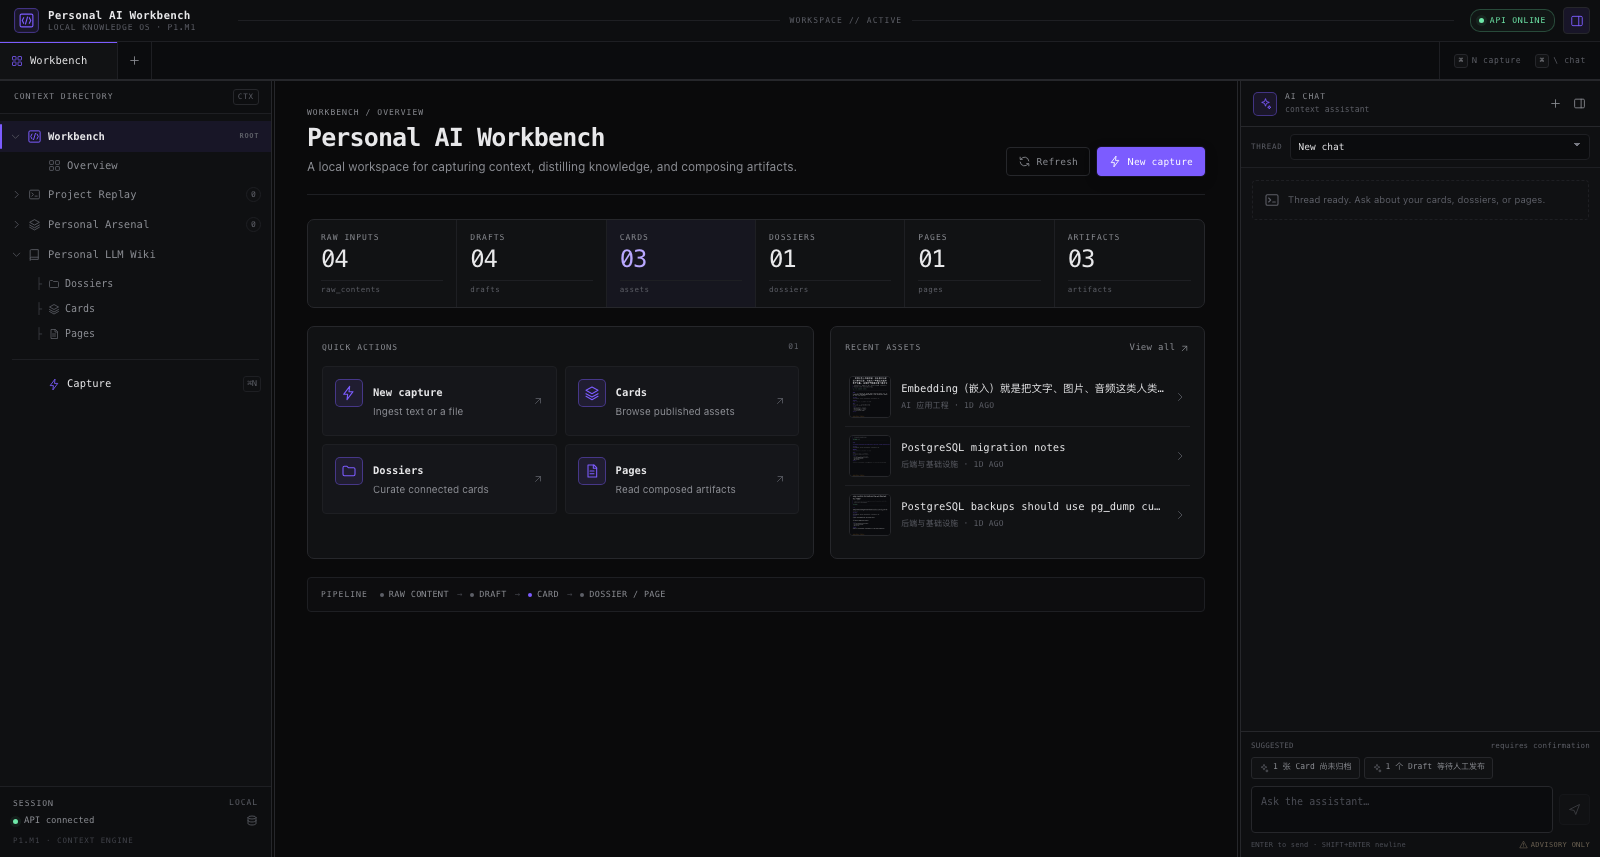 Personal AI Workbench
LOCAL KNOWLEDGE OS · P1.M1
WORKSPACE // ACTIVE
API ONLINE
Workbench
+
⌘ N capture
⌘ \ chat
CONTEXT DIRECTORY
CTX
Workbench
ROOT
Overview
Project Replay
0
Personal Arsenal
0
Personal LLM Wiki
Dossiers
Cards
Pages
Capture
⌘N
SESSION
LOCAL
API connected
P1.M1 · CONTEXT ENGINE
WORKBENCH / OVERVIEW
Personal AI Workbench
A local workspace for capturing context, distilling knowledge, and composing artifacts.
Refresh
New capture
RAW INPUTS
04
raw_contents
DRAFTS
04
drafts
CARDS
03
assets
DOSSIERS
01
dossiers
PAGES
01
pages
ARTIFACTS
03
artifacts
QUICK ACTIONS
01
New capture
Ingest text or a file
Cards
Browse published assets
Dossiers
Curate connected cards
Pages
Read composed artifacts
RECENT ASSETS
View all
Embedding（嵌入）就是把文字、图片、音频这类人类…
AI 应用工程 · 1D AGO
PostgreSQL migration notes
后端与基础设施 · 1D AGO
PostgreSQL backups should use pg_dump cu…
后端与基础设施 · 1D AGO
PIPELINE
RAW CONTENT → DRAFT → CARD → DOSSIER / PAGE
AI CHAT
context assistant
THREAD
New chat
Thread ready. Ask about your cards, dossiers, or pages.
SUGGESTED
requires confirmation
1 张 Card 尚未归档
1 个 Draft 等待人工发布
Ask the assistant…
ENTER to send · SHIFT+ENTER newline
ADVISORY ONLY